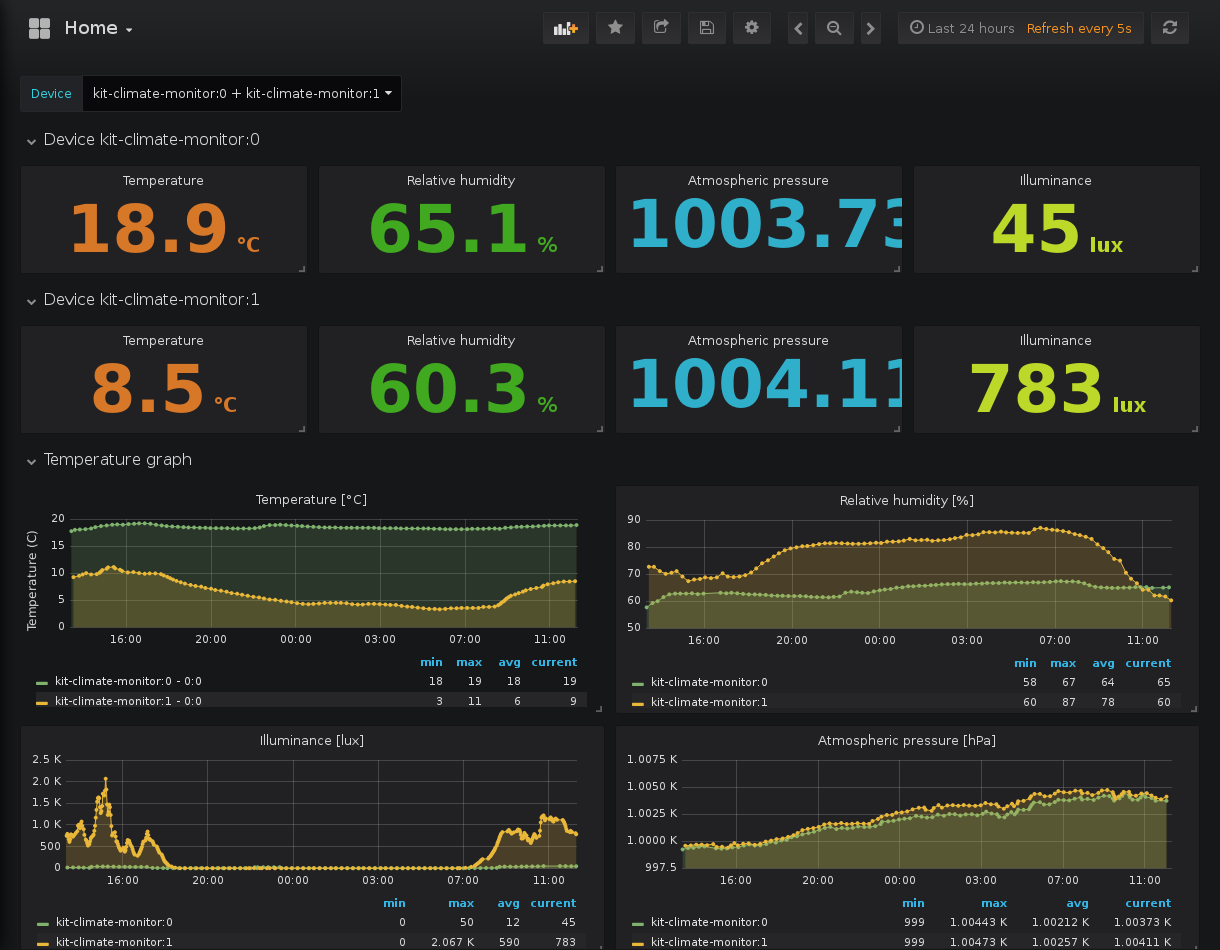 Home
Last 24 hours Refresh every 5s
Device kit-climate-monitor:0 + kit-climate-monitor:1
Device kit-climate-monitor:0
Temperature Relative humidity Atmospheric pressure Illuminance
18.9 °C 65.1 % 1003.73 45 lux
Device kit-climate-monitor:1
Temperature Relative humidity Atmospheric pressure Illuminance
8.5 °C 60.3 % 1004.11 783 lux
Temperature graph
Temperature [°C]
Temperature (C)
20
15
10
5
0
16:00 20:00 00:00 03:00 07:00 11:00
min max avg current
kit-climate-monitor:0 - 0:0 18 19 18 19
kit-climate-monitor:1 - 0:0 3 11 6 9
Relative humidity [%]
90
80
70
60
50
16:00 20:00 00:00 03:00 07:00 11:00
min max avg current
kit-climate-monitor:0 58 67 64 65
kit-climate-monitor:1 60 87 78 60
Illuminance [lux]
2.5 K
2.0 K
1.5 K
1.0 K
500
0
16:00 20:00 00:00 03:00 07:00 11:00
min max avg current
kit-climate-monitor:0 0 50 12 45
kit-climate-monitor:1 0 2.067 K 590 783
Atmospheric pressure [hPa]
1.0075 K
1.0050 K
1.0025 K
1.0000 K
997.5
16:00 20:00 00:00 03:00 07:00 11:00
min max avg current
kit-climate-monitor:0 999 1.00443 K 1.00212 K 1.00373 K
kit-climate-monitor:1 999 1.00473 K 1.00257 K 1.00411 K